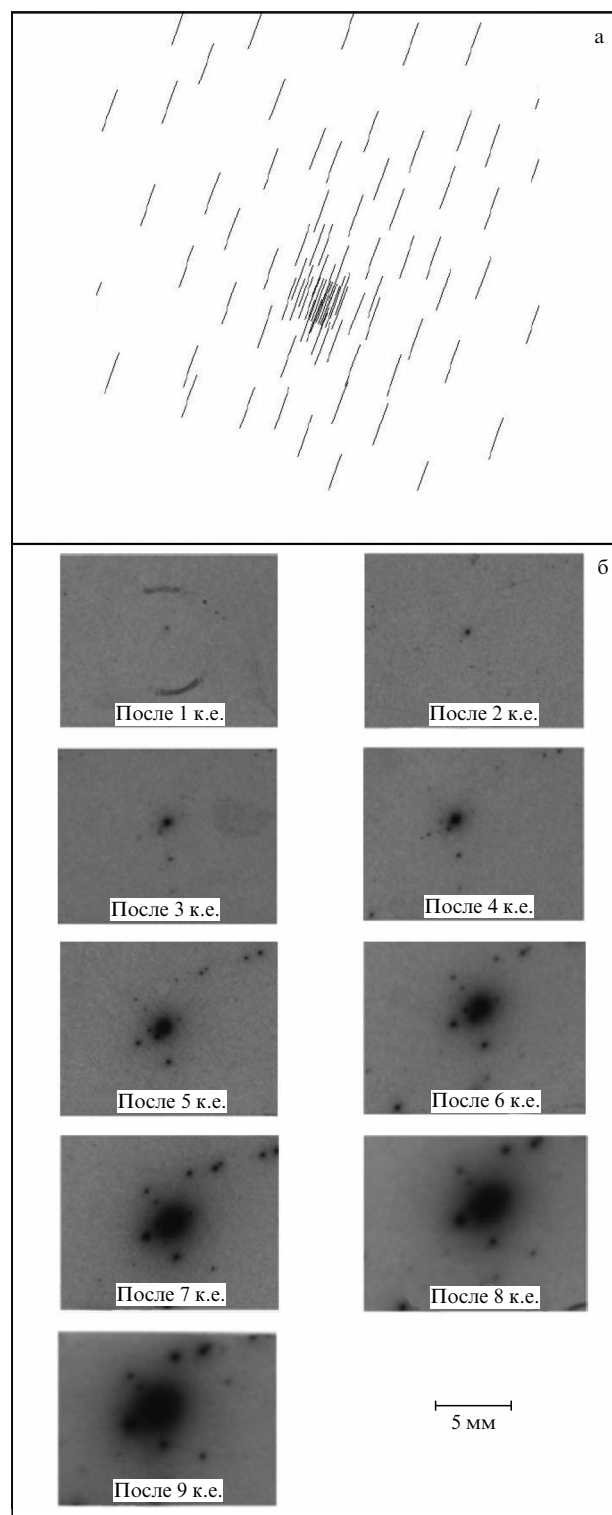 а
б
После 1 к.е.
После 2 к.е.
После 3 к.е.
После 4 к.е.
После 5 к.е.
После 6 к.е.
После 7 к.е.
После 8 к.е.
После 9 к.е.
5 мм